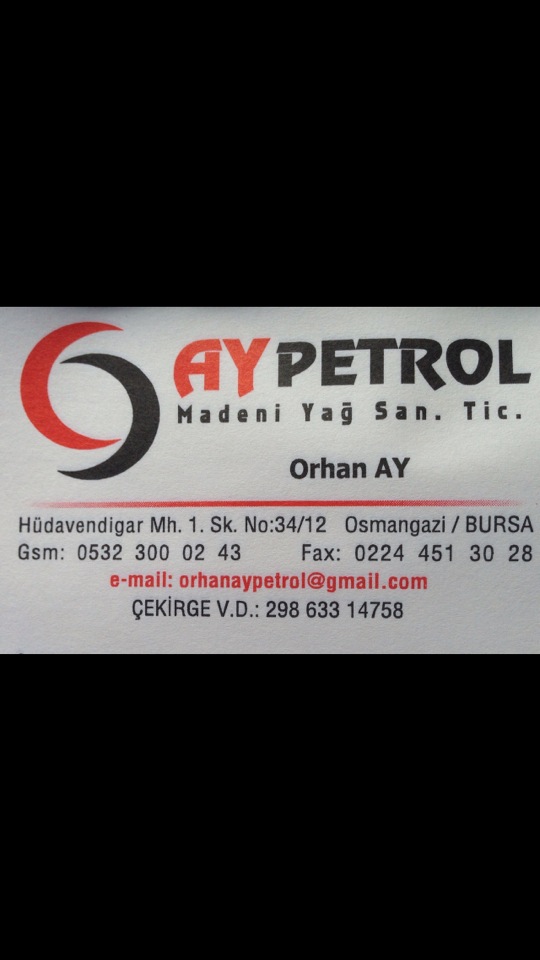 AYPETROL
Madeni Yağ San. Tic.
Orhan AY
Hüdavendigar Mh. 1. Sk. No:34/12 Osmangazi / BURSA
Gsm: 0532 300 02 43 Fax: 0224 451 30 28
e-mail: orhanaypetrol@gmail.com
ÇEKİRGE V.D.: 298 633 14758